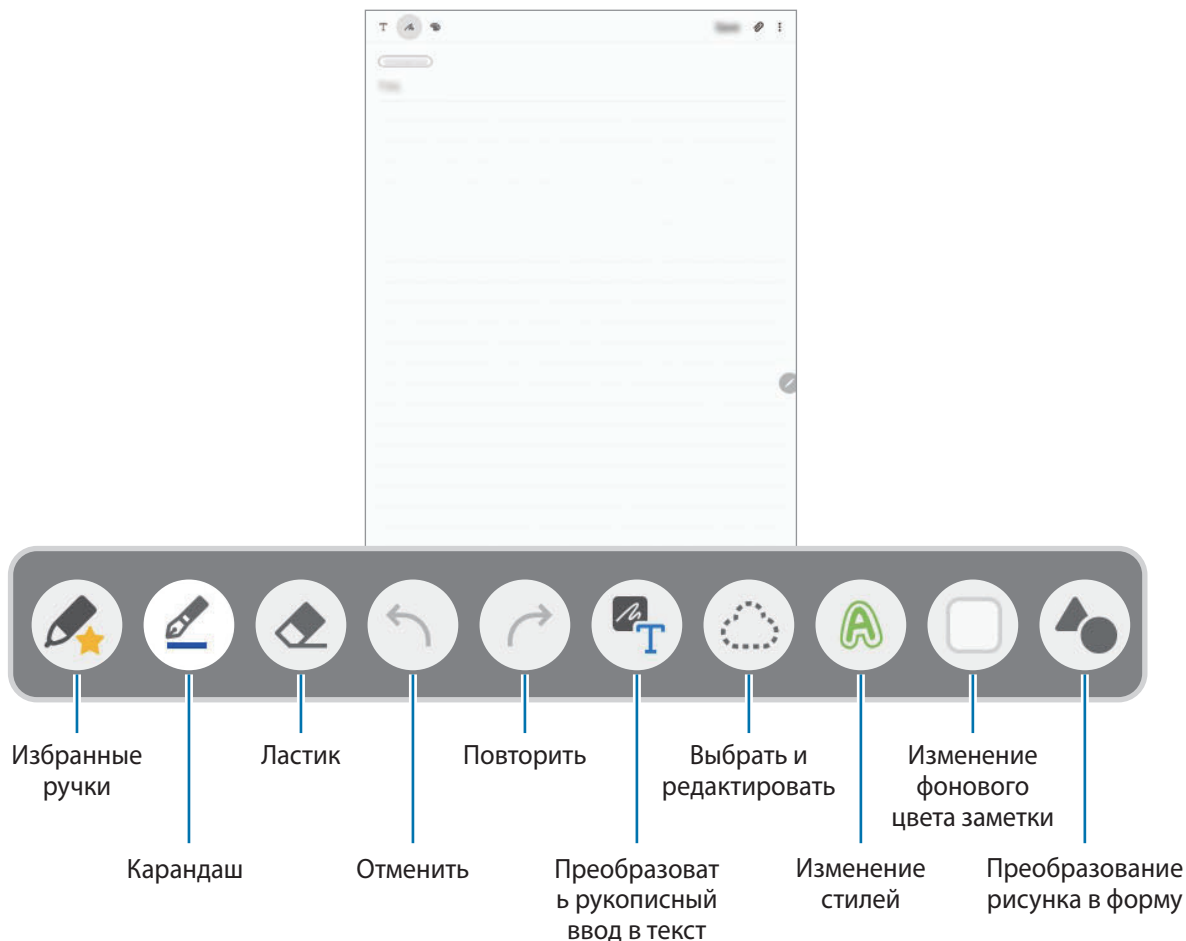 T
T
A
Избранные
ручки
Ластик
Повторить
Выбрать и
редактировать
Изменение
фонового
цвета заметки
Карандаш
Отменить
Преобразоват
ь рукописный
ввод в текст
Изменение
стилей
Преобразование
рисунка в форму